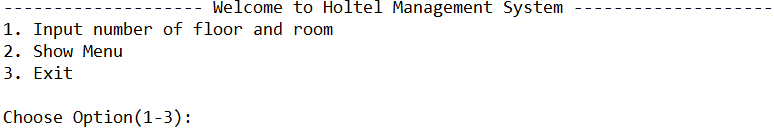 -------------------- Welcome to Holtel Management System --------------------
1. Input number of floor and room
2. Show Menu
3. Exit
Choose Option(1-3):